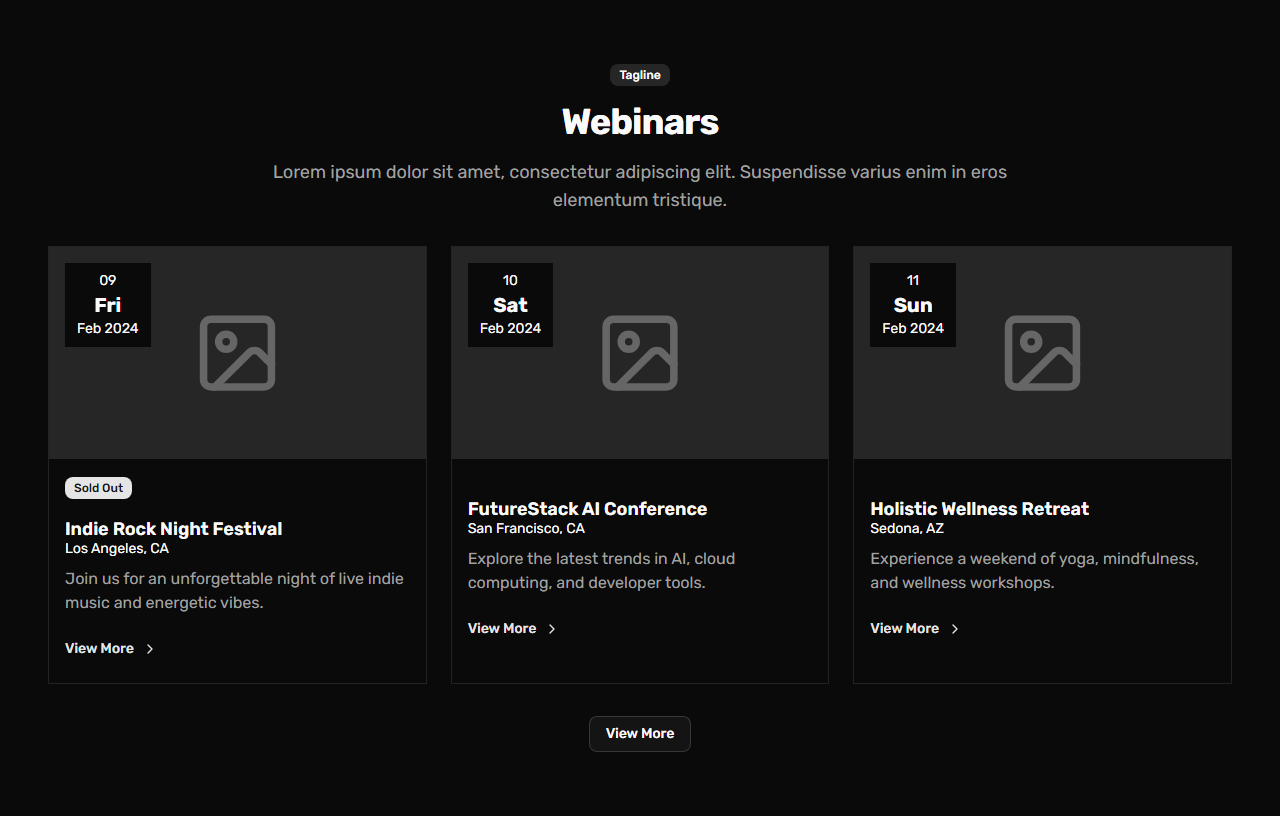 Tagline
Webinars
Lorem ipsum dolor sit amet, consectetur adipiscing elit. Suspendisse varius enim in eros
elementum tristique.
09
Fri
Feb 2024
Sold Out
Indie Rock Night Festival
Los Angeles, CA
Join us for an unforgettable night of live indie
music and energetic vibes.
View More
10
Sat
Feb 2024
FutureStack AI Conference
San Francisco, CA
Explore the latest trends in AI, cloud
computing, and developer tools.
View More
11
Sun
Feb 2024
Holistic Wellness Retreat
Sedona, AZ
Experience a weekend of yoga, mindfulness,
and wellness workshops.
View More
View More